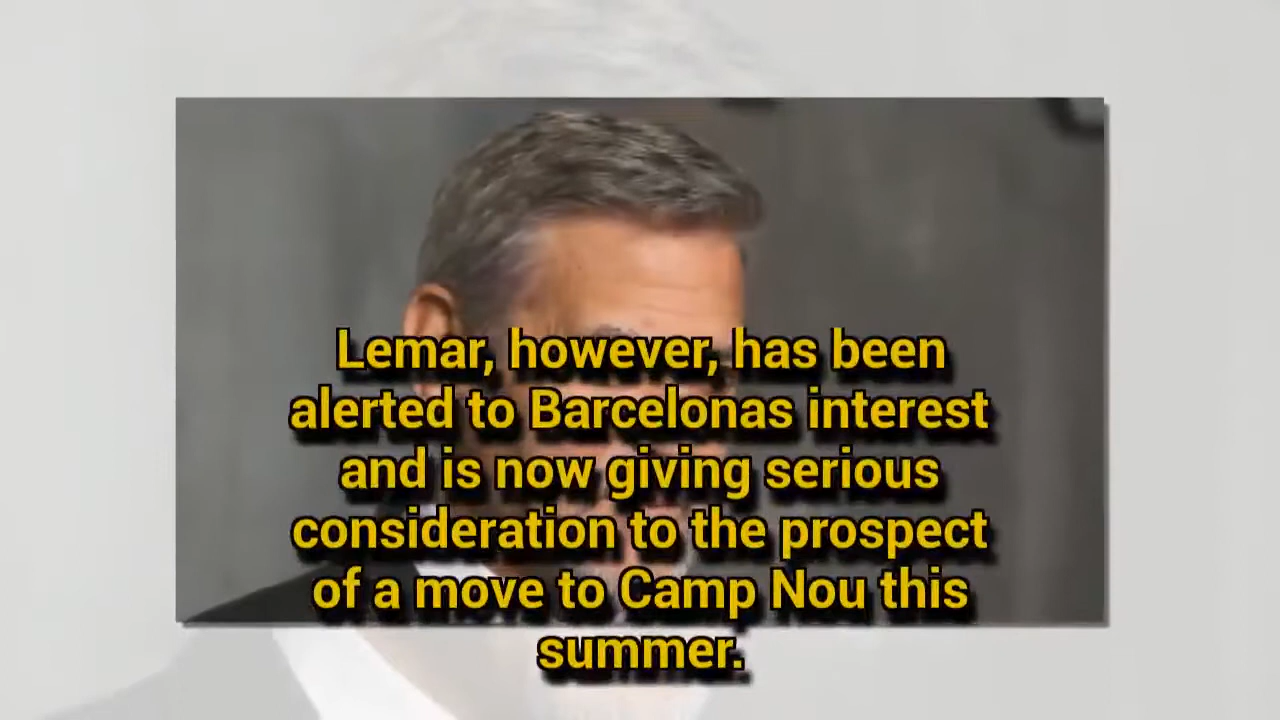 Lemar, however, has been
alerted to Barcelonas interest
and is now giving serious
consideration to the prospect
of a move to Camp Nou this
summer.